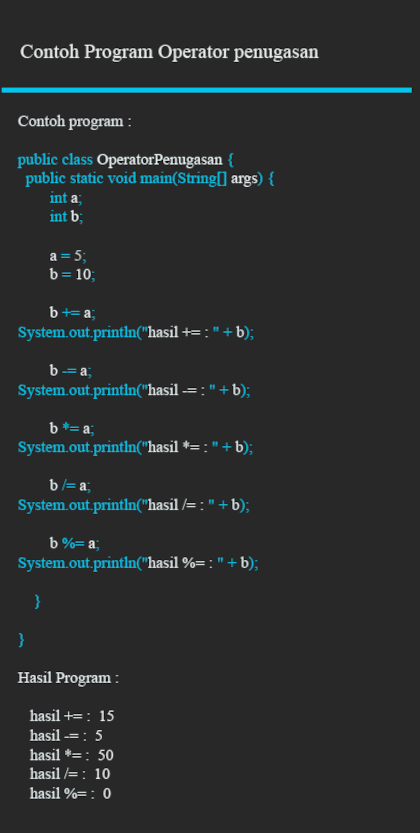 Contoh Program Operator penugasan
Contoh program :
public class OperatorPenugasan {
public static void main(String[] args) {
int a;
int b;
a = 5;
b = 10;
b += a;
System.out.println("hasil += : " + b);
b -= a;
System.out.println("hasil -= : " + b);
b *= a;
System.out.println("hasil *= : " + b);
b /= a;
System.out.println("hasil /= : " + b);
b %= a;
System.out.println("hasil %= : " + b);
}
}
Hasil Program :
hasil += : 15
hasil -= : 5
hasil *= : 50
hasil /= : 10
hasil %= : 0